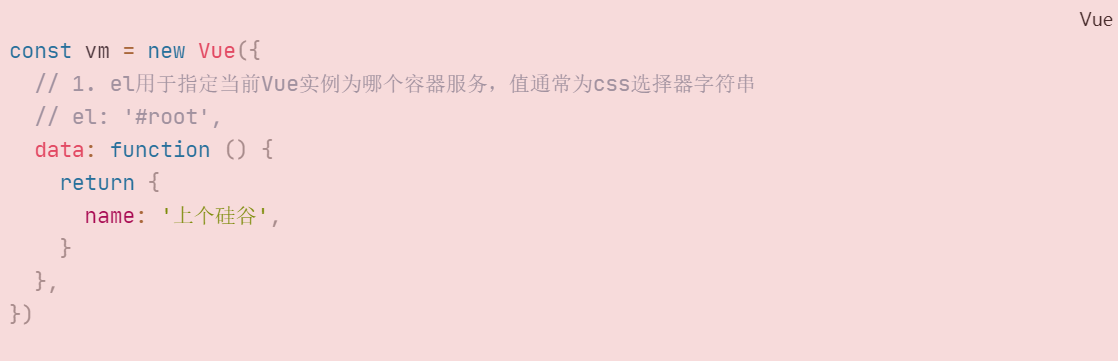 Vue
const vm = new Vue({
  // 1. el用于指定当前Vue实例为哪个容器服务，值通常为css选择器字符串
  // el: '#root',
  data: function () {
    return {
      name: '上个硅谷',
    }
  },
})